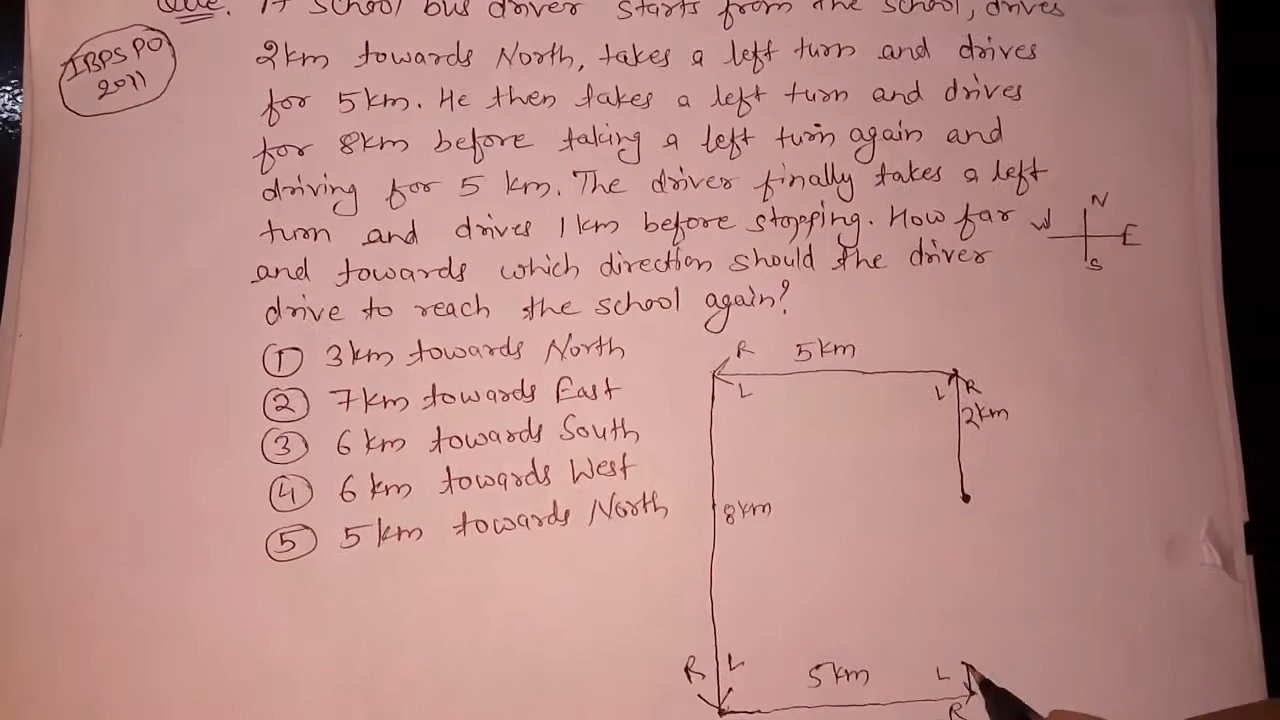 Que. If school bus driver starts from the school, drives
IBPS PO
2011
2km towards North, takes a left turn and drives
for 5km. He then takes a left turn and drives
for 8km before taking a left turn again and
driving for 5 km. The driver finally takes a left
turn and drives 1km before stopping. How far
and towards which direction should the driver
drive to reach the school again?
N
W E
S
① 3km towards North
② 7km towards East
③ 6 km towards South
④ 6 km towards West
⑤ 5 km towards North
R 5km
L L R
2km
8km
R L 5km L
R